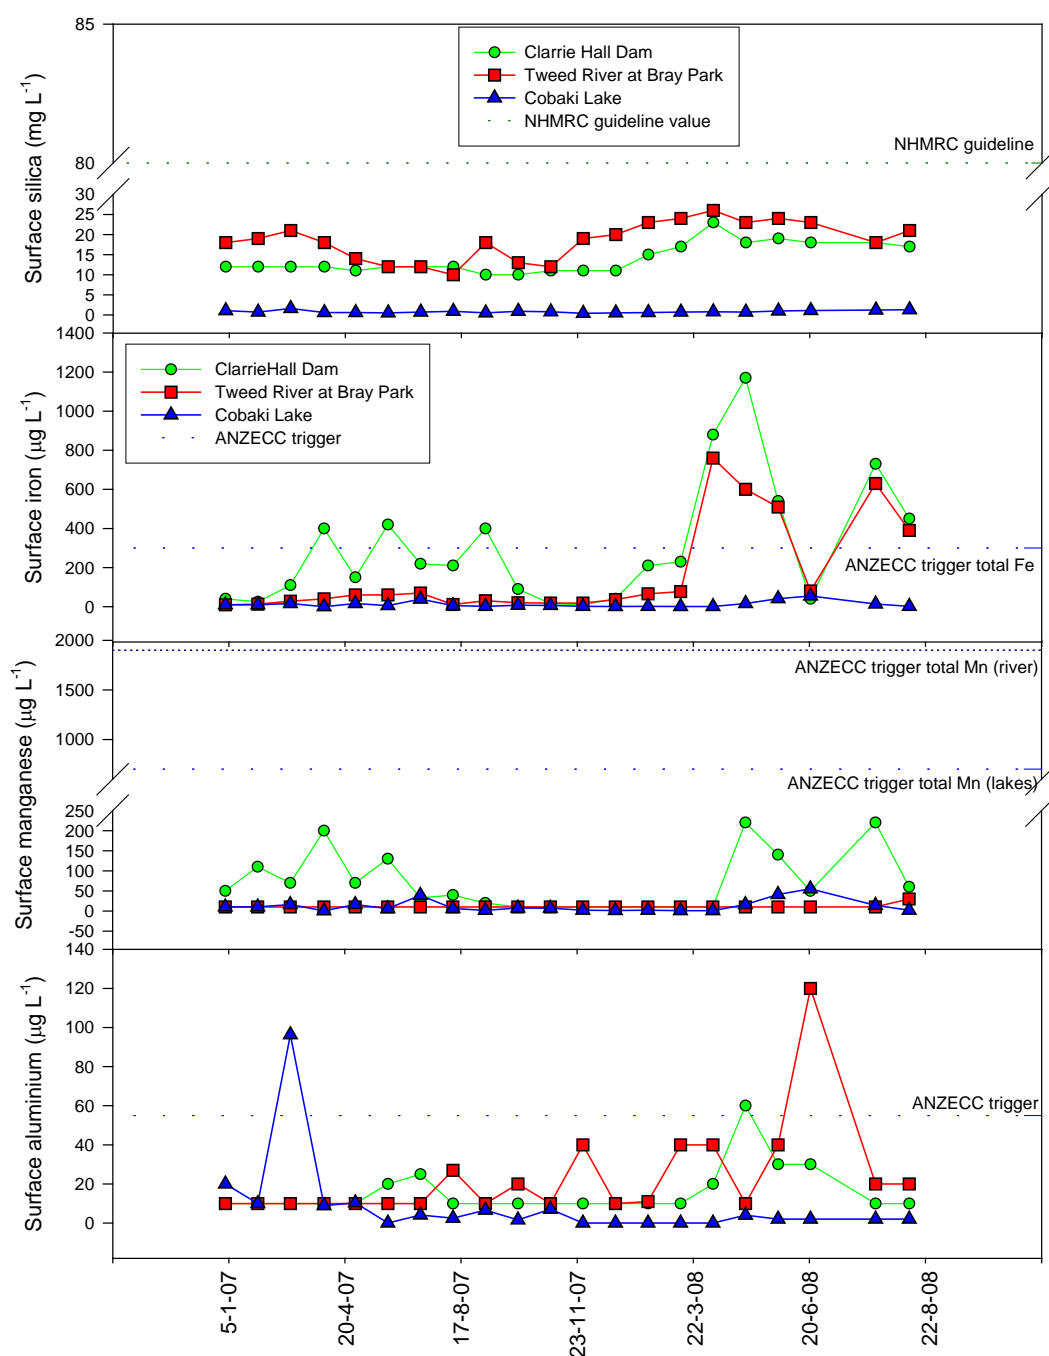 85
Clarrie Hall Dam
Tweed River at Bray Park
Cobaki Lake
NHMRC guideline value
NHMRC guideline
80
30
25
20
15
10
5
0
Surface silica (mg L-1)
1400
1200
1000
800
600
400
200
0
Surface iron (μg L-1)
ClarrieHall Dam
Tweed River at Bray Park
Cobaki Lake
ANZECC trigger
ANZECC trigger total Fe
2000
1500
1000
250
200
150
100
50
0
-50
Surface manganese (μg L-1)
ANZECC trigger total Mn (river)
ANZECC trigger total Mn (lakes)
140
120
100
80
60
40
20
0
Surface aluminium (μg L-1)
ANZECC trigger
5-1-07
20-4-07
17-8-07
23-11-07
22-3-08
20-6-08
22-8-08